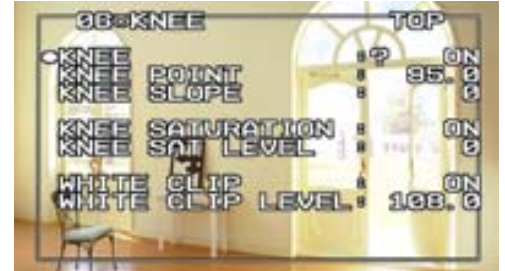 08:KNEE TOP
KNEE :? ON
KNEE POINT : 95.0
KNEE SLOPE : 0
KNEE SATURATION : ON
KNEE SAT LEVEL : 0
WHITE CLIP : ON
WHITE CLIP LEVEL: 108.0